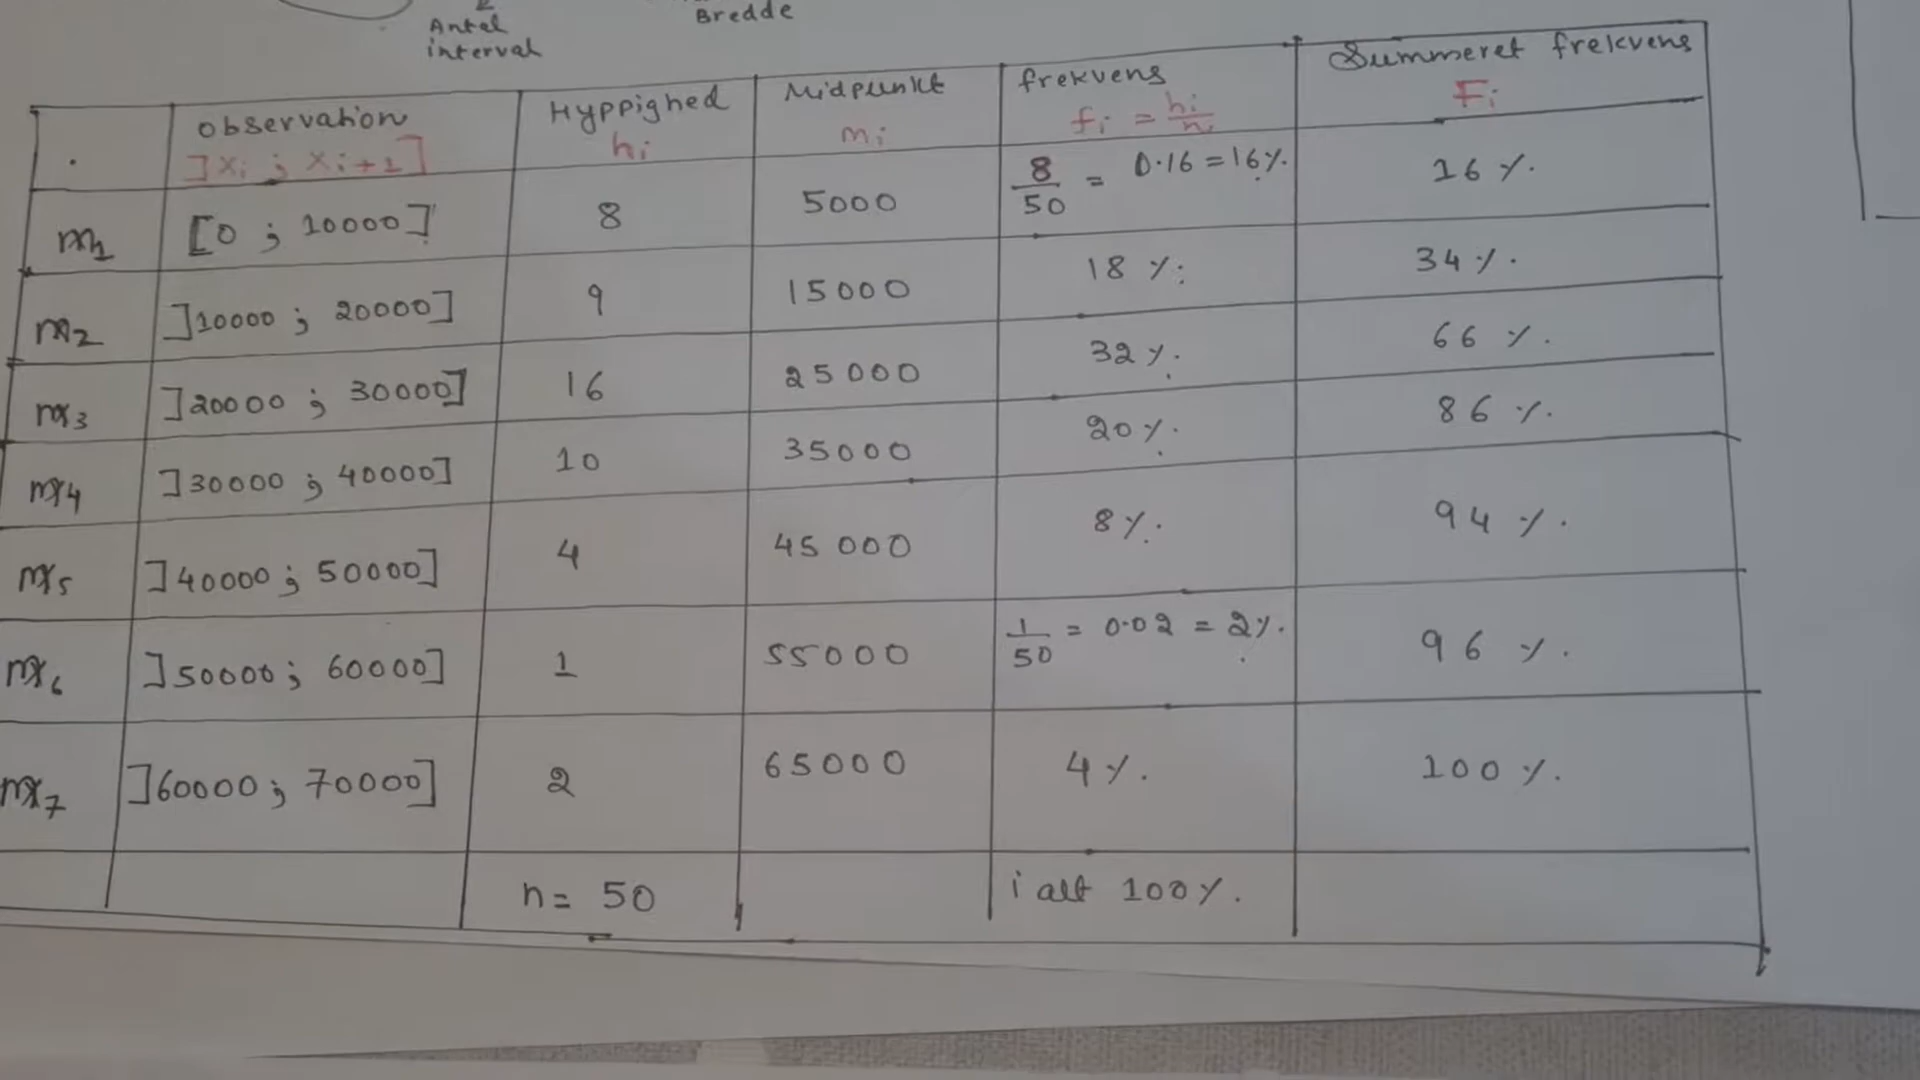 Antal
interval
Bredde
observation
]xi ; xi+1]
Hyppighed
hi
Midpunkt
mi
frekvens
fi = hi/n
Summeret frekvens
Fi
m1 [0 ; 10000] 8 5000 8/50 = 0.16 = 16% 16%.
m2 ]10000 ; 20000] 9 15000 18% 34%.
m3 ]20000 ; 30000] 16 25000 32% 66%.
m4 ]30000 ; 40000] 10 35000 20% 86%.
m5 ]40000 ; 50000] 4 45000 8% 94%.
m6 ]50000 ; 60000] 1 55000 1/50 = 0.02 = 2% 96%.
m7 ]60000 ; 70000] 2 65000 4%. 100%.
n = 50 i alt 100%.